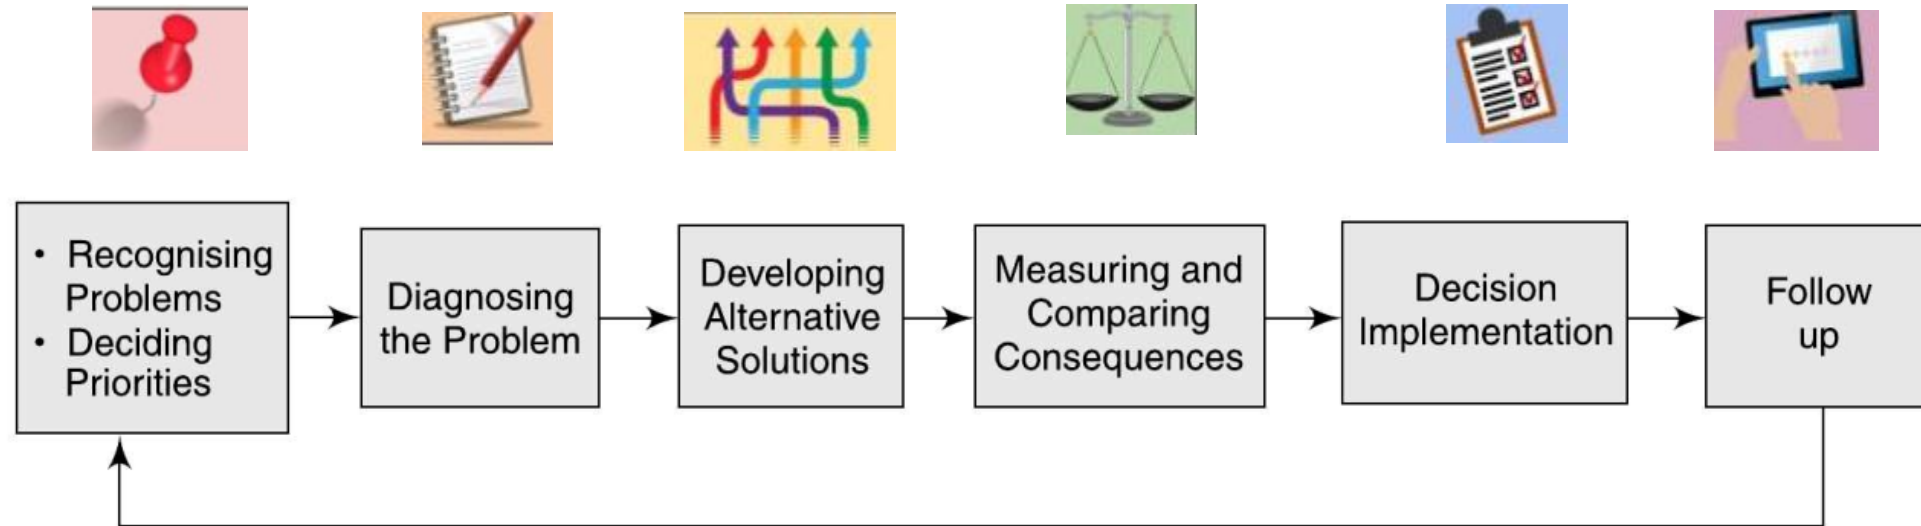 • Recognising
Problems
• Deciding
Priorities
Diagnosing
the Problem
Developing
Alternative
Solutions
Measuring and
Comparing
Consequences
Decision
Implementation
Follow
up